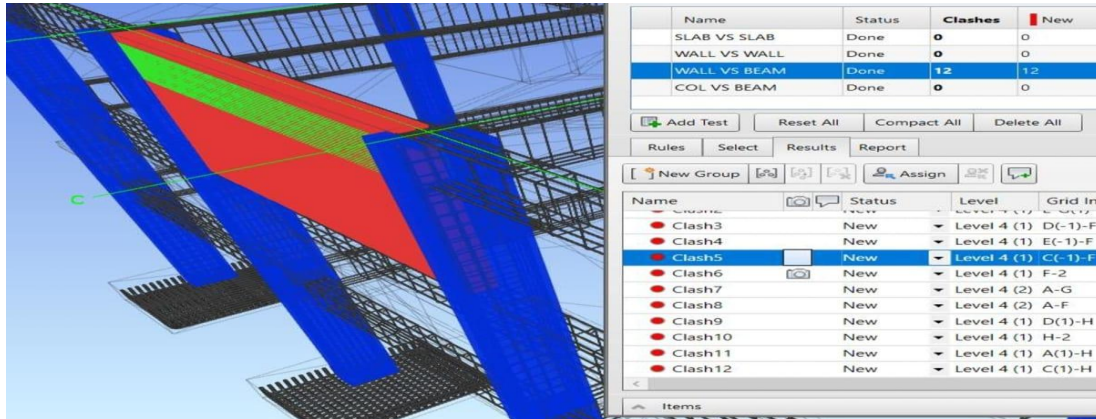 Name Status Clashes New
SLAB VS SLAB Done 0 0
WALL VS WALL Done 0 0
WALL VS BEAM Done 12 12
COL VS BEAM Done 0 0
Add Test Reset All Compact All Delete All
Rules Select Results Report
New Group Assign
Name Status Level Grid In
C
Clash3 New Level 4 (1) D(-1)-F
Clash4 New Level 4 (1) E(-1)-F
Clash5 New Level 4 (1) C(-1)-F
Clash6 New Level 4 (1) F-2
Clash7 New Level 4 (2) A-G
Clash8 New Level 4 (2) A-F
Clash9 New Level 4 (1) D(1)-H
Clash10 New Level 4 (1) H-2
Clash11 New Level 4 (1) A(1)-H
Clash12 New Level 4 (1) C(1)-H
Items